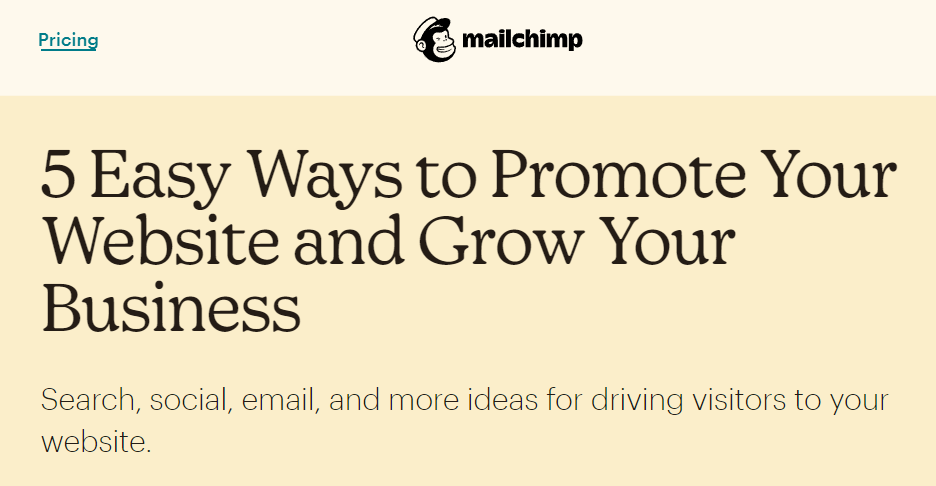 Pricing
mailchimp
5 Easy Ways to Promote Your
Website and Grow Your
Business
Search, social, email, and more ideas for driving visitors to your
website.